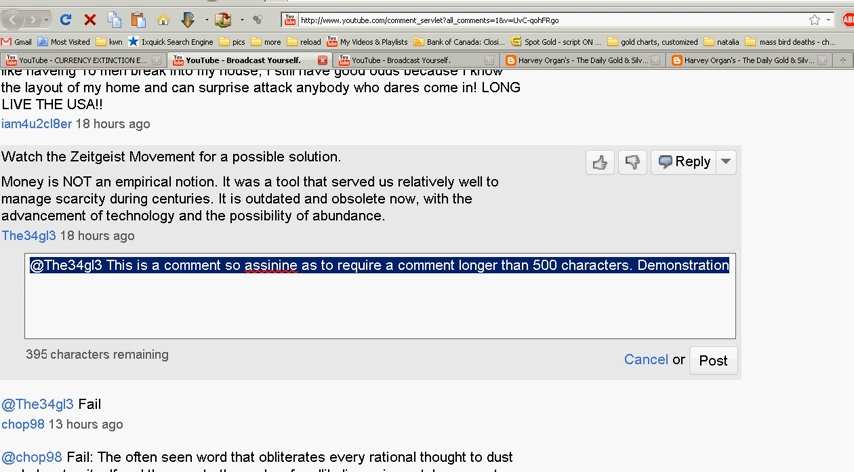 http://www.youtube.com/comment_servlet?all_comments=1&v=UvC-qohFRgo
Gmail Most Visited kwn Ixquick Search Engine pics more reload My Videos & Playlists Bank of Canada: Closi... Spot Gold - script ON ... gold charts, customized natalia mass bird deaths - ch...
YouTube - CURRENCY EXTINCTION E... YouTube - Broadcast Yourself. YouTube - Broadcast Yourself. Harvey Organ's - The Daily Gold & Silv... Harvey Organ's - The Daily Gold & Silv...
like haveing 10 men break into my house, I still have good odds because I know
the layout of my home and can surprise attack anybody who dares come in! LONG
LIVE THE USA!!
iam4u2cl8er 18 hours ago
Watch the Zeitgeist Movement for a possible solution.
Reply
Money is NOT an empirical notion. It was a tool that served us relatively well to
manage scarcity during centuries. It is outdated and obsolete now, with the
advancement of technology and the possibility of abundance.
The34gl3 18 hours ago
@The34gl3 This is a comment so assinine as to require a comment longer than 500 characters. Demonstration
395 characters remaining
Cancel or Post
@The34gl3 Fail
chop98 13 hours ago
@chop98 Fail: The often seen word that obliterates every rational thought to dust